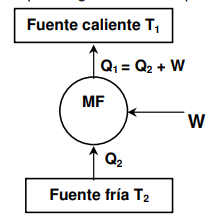 Fuente caliente T₁
Q₁ = Q₂ + W
MF
W
Q₂
Fuente fría T₂